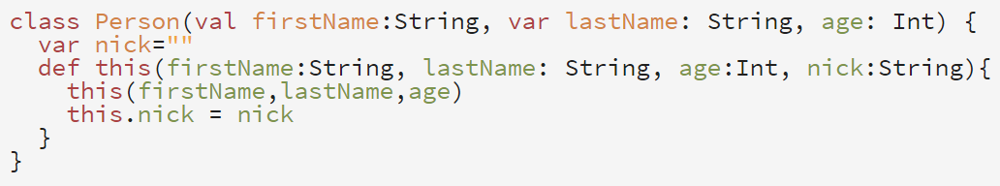 class Person(val firstName:String, var lastName: String, age: Int) {
  var nick=""
  def this(firstName:String, lastName: String, age:Int, nick:String){
    this(firstName,lastName,age)
    this.nick = nick
  }
}